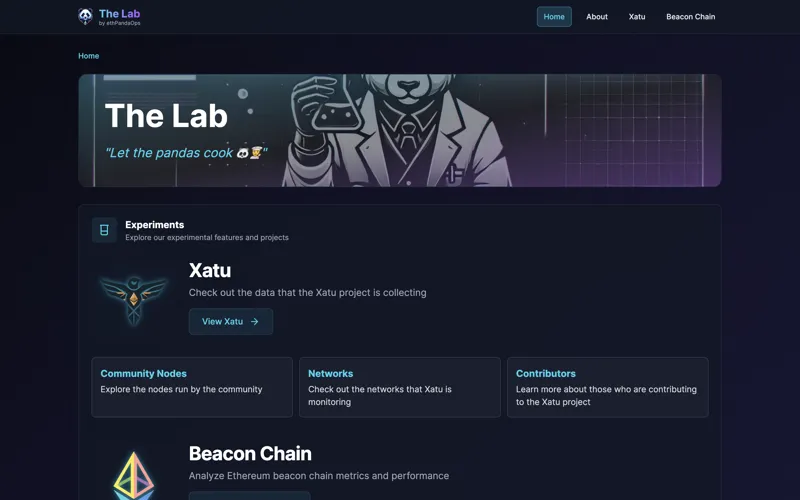 The Lab
by ethPandaOps
Home
About
Xatu
Beacon Chain
Home
The Lab
"Let the pandas cook 🐼👨‍🍳"
Experiments
Explore our experimental features and projects
Xatu
Check out the data that the Xatu project is collecting
View Xatu →
Community Nodes
Explore the nodes run by the community
Networks
Check out the networks that Xatu is
monitoring
Contributors
Learn more about those who are contributing
to the Xatu project
Beacon Chain
Analyze Ethereum beacon chain metrics and performance